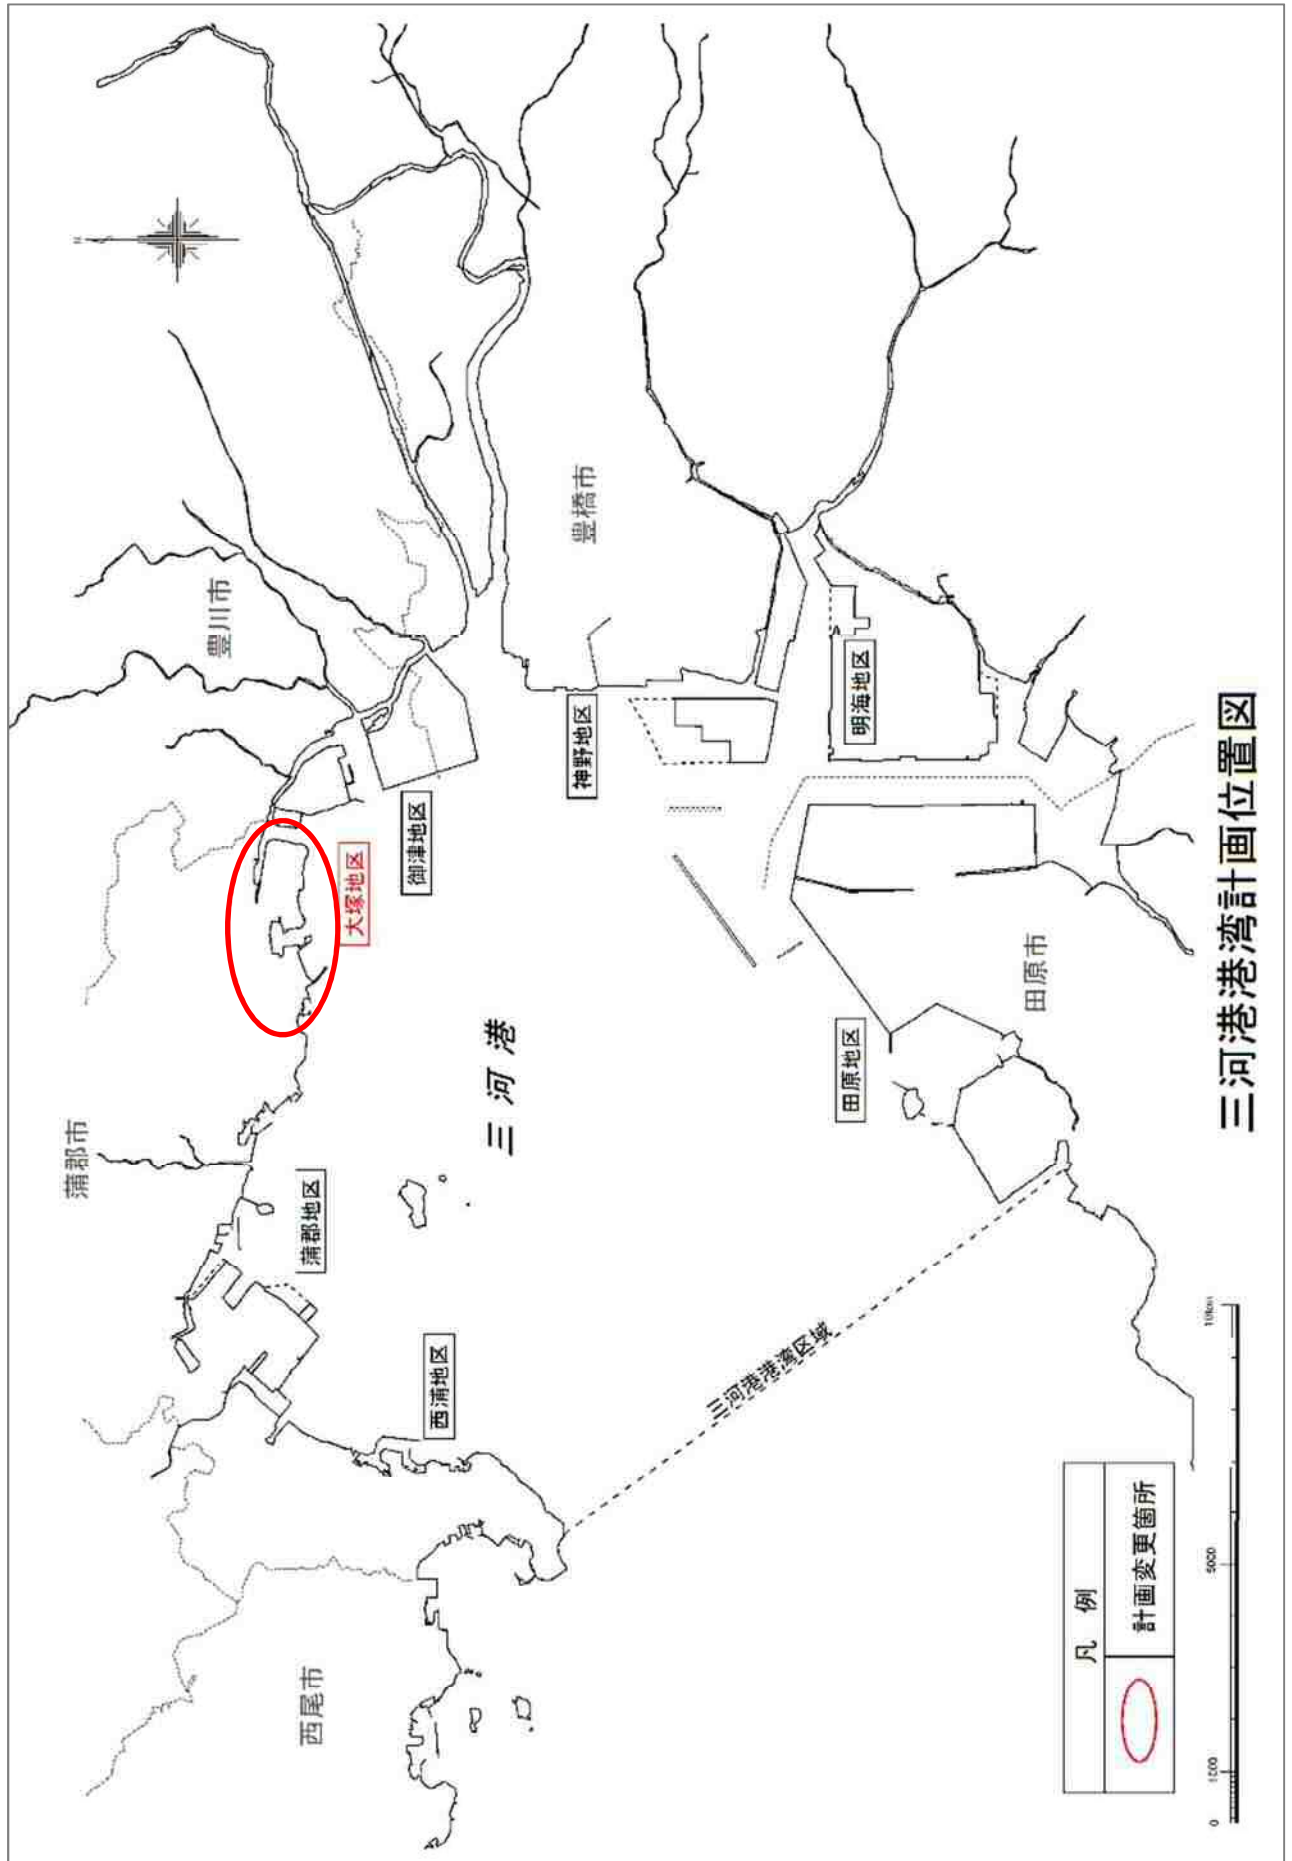 三河港港湾計画位置図
N
西尾市
蒲郡市
豊川市
豊橋市
田原市
三河港
西浦地区
蒲郡地区
大塚地区
御津地区
神野地区
明海地区
田原地区
三河港港湾区域
凡 例
計画変更箇所
0
1000
5000
10km